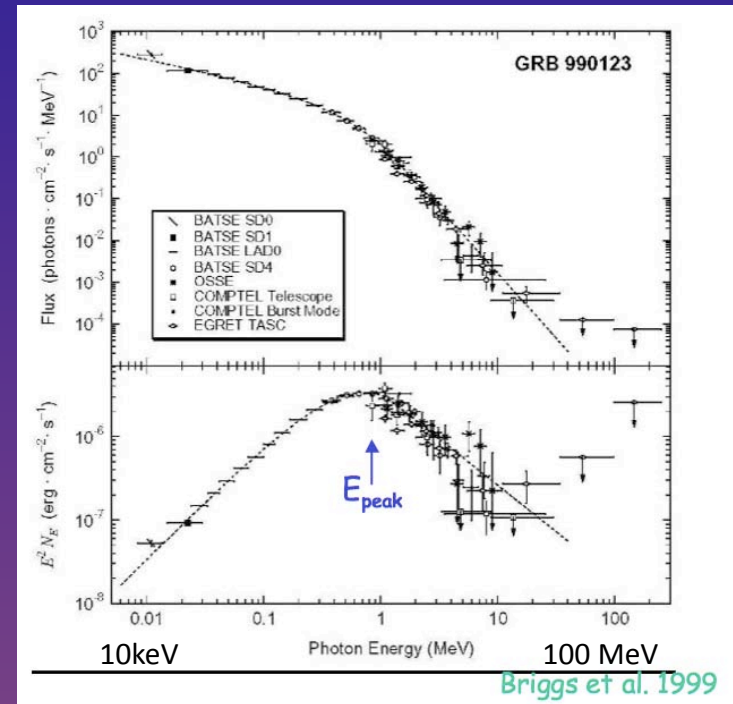 GRB 990123
Flux (photons · cm⁻² · s⁻¹ · MeV⁻¹)
10³
10²
10¹
10⁰
10⁻¹
10⁻²
10⁻³
10⁻⁴
BATSE SD0
BATSE SD1
BATSE LAD0
BATSE SD4
OSSE
COMPTEL Telescope
COMPTEL Burst Mode
EGRET TASC
E² Nᴇ (erg · cm⁻² · s⁻¹)
10⁻⁶
10⁻⁷
10⁻⁸
E peak
0.01 0.1 1 10 100
Photon Energy (MeV)
10keV 100 MeV
Briggs et al. 1999